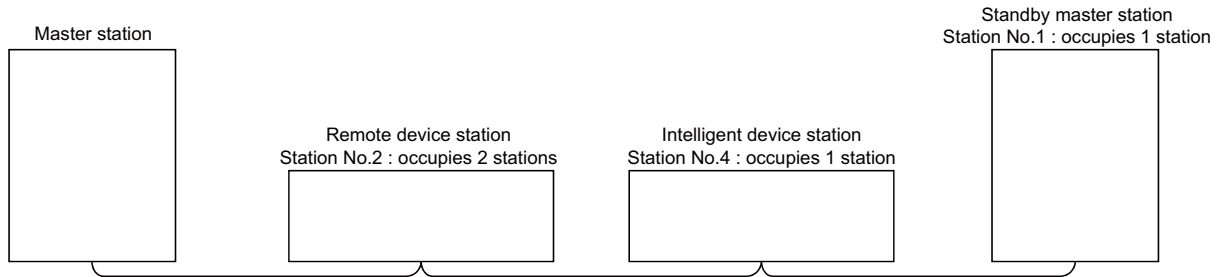 Master station
Remote device station
Station No.2 : occupies 2 stations
Intelligent device station
Station No.4 : occupies 1 station
Standby master station
Station No.1 : occupies 1 station